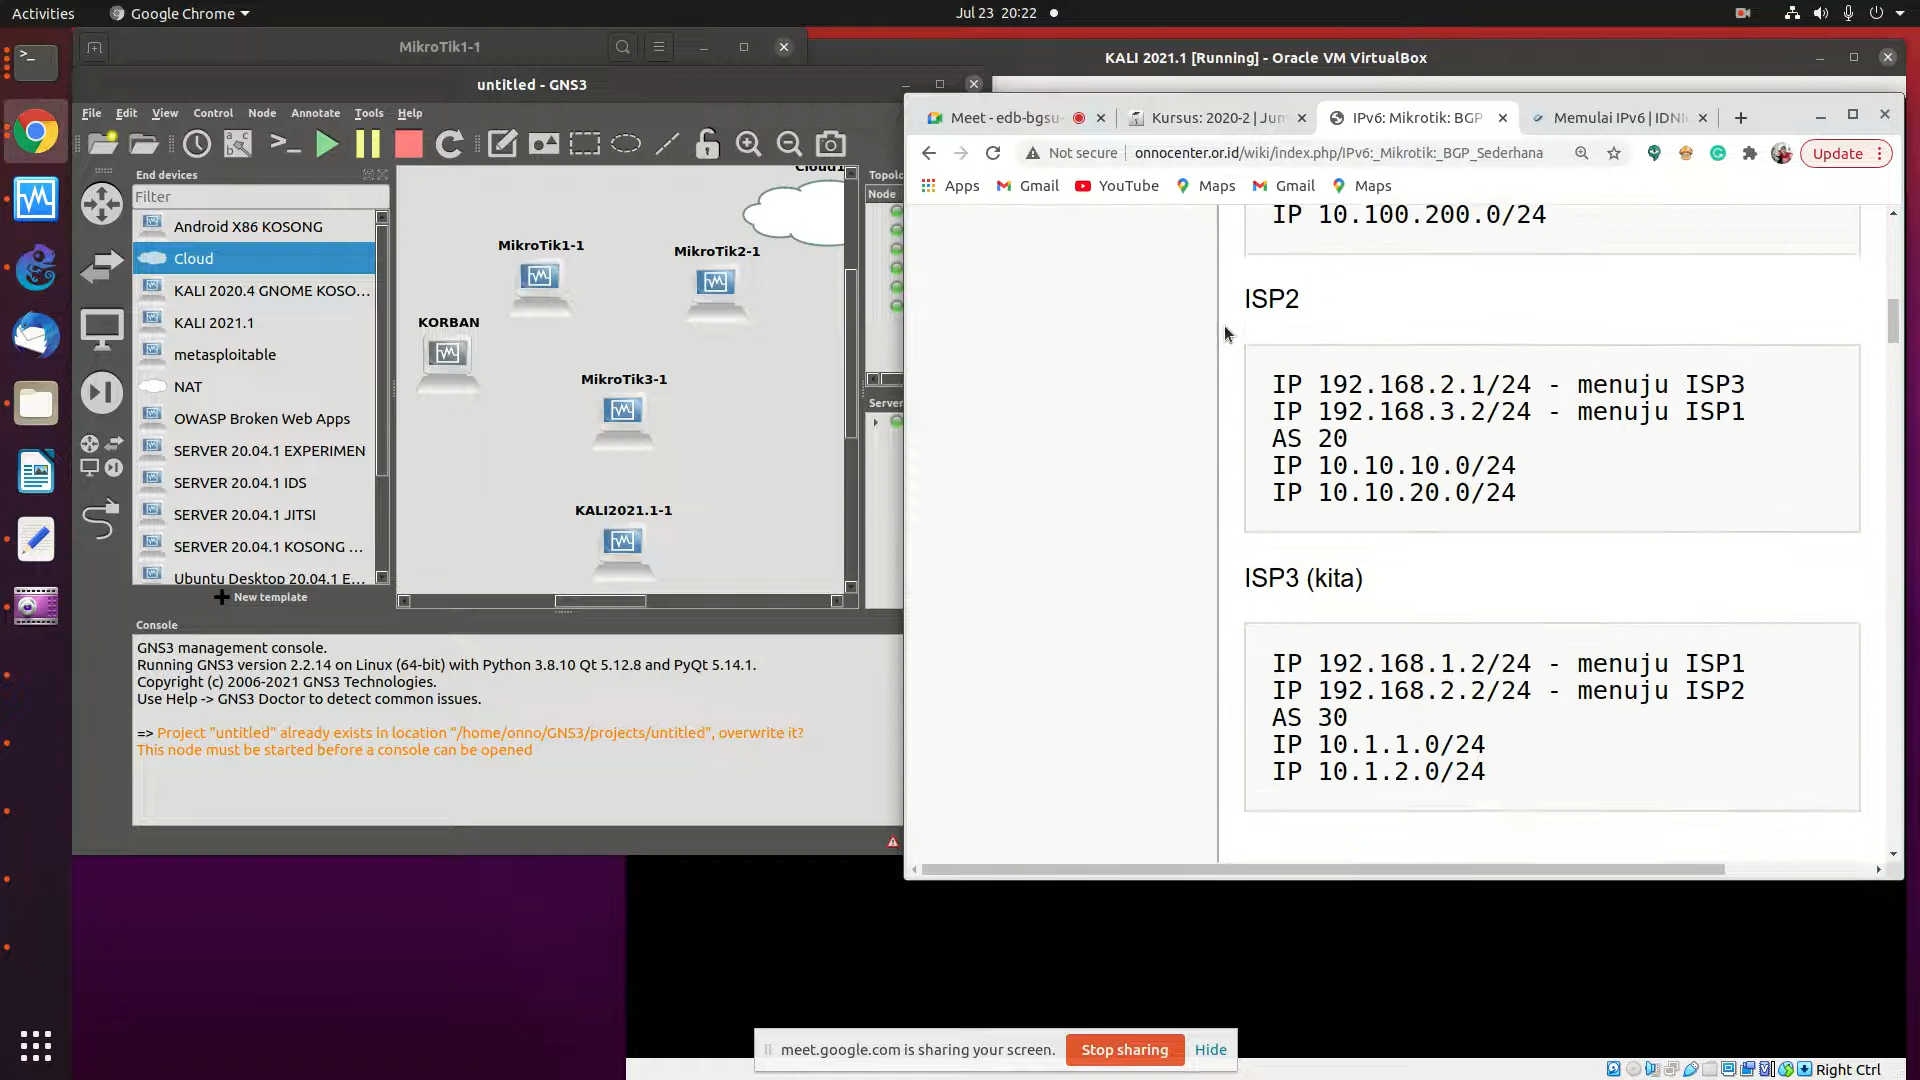 Activities
Google Chrome
Jul 23 20:22
MikroTik1-1
KALI 2021.1 [Running] - Oracle VM VirtualBox
untitled - GNS3
File Edit View Control Node Annotate Tools Help
End devices
Filter
Android X86 KOSONG
Cloud
KALI 2020.4 GNOME KOSO...
KALI 2021.1
metasploitable
NAT
OWASP Broken Web Apps
SERVER 20.04.1 EXPERIMEN
SERVER 20.04.1 IDS
SERVER 20.04.1 JITSI
SERVER 20.04.1 KOSONG ...
Ubuntu Desktop 20.04.1 E...
New template
Cloud1
MikroTik1-1
MikroTik2-1
KORBAN
MikroTik3-1
KALI2021.1-1
Topolo
Node
Server
Console
GNS3 management console.
Running GNS3 version 2.2.14 on Linux (64-bit) with Python 3.8.10 Qt 5.12.8 and PyQt 5.14.1.
Copyright (c) 2006-2021 GNS3 Technologies.
Use Help -> GNS3 Doctor to detect common issues.
=> Project "untitled" already exists in location "/home/onno/GNS3/projects/untitled", overwrite it?
This node must be started before a console can be opened
Meet - edb-bgsu-
Kursus: 2020-2 | Jum
IPv6: Mikrotik: BGP
Memulai IPv6 | IDNI
Not secure
onnocenter.or.id/wiki/index.php/IPv6:_Mikrotik:_BGP_Sederhana
Update
Apps Gmail YouTube Maps Gmail Maps
IP 10.100.200.0/24
ISP2
IP 192.168.2.1/24 - menuju ISP3
IP 192.168.3.2/24 - menuju ISP1
AS 20
IP 10.10.10.0/24
IP 10.10.20.0/24
ISP3 (kita)
IP 192.168.1.2/24 - menuju ISP1
IP 192.168.2.2/24 - menuju ISP2
AS 30
IP 10.1.1.0/24
IP 10.1.2.0/24
meet.google.com is sharing your screen.
Stop sharing
Hide
Right Ctrl